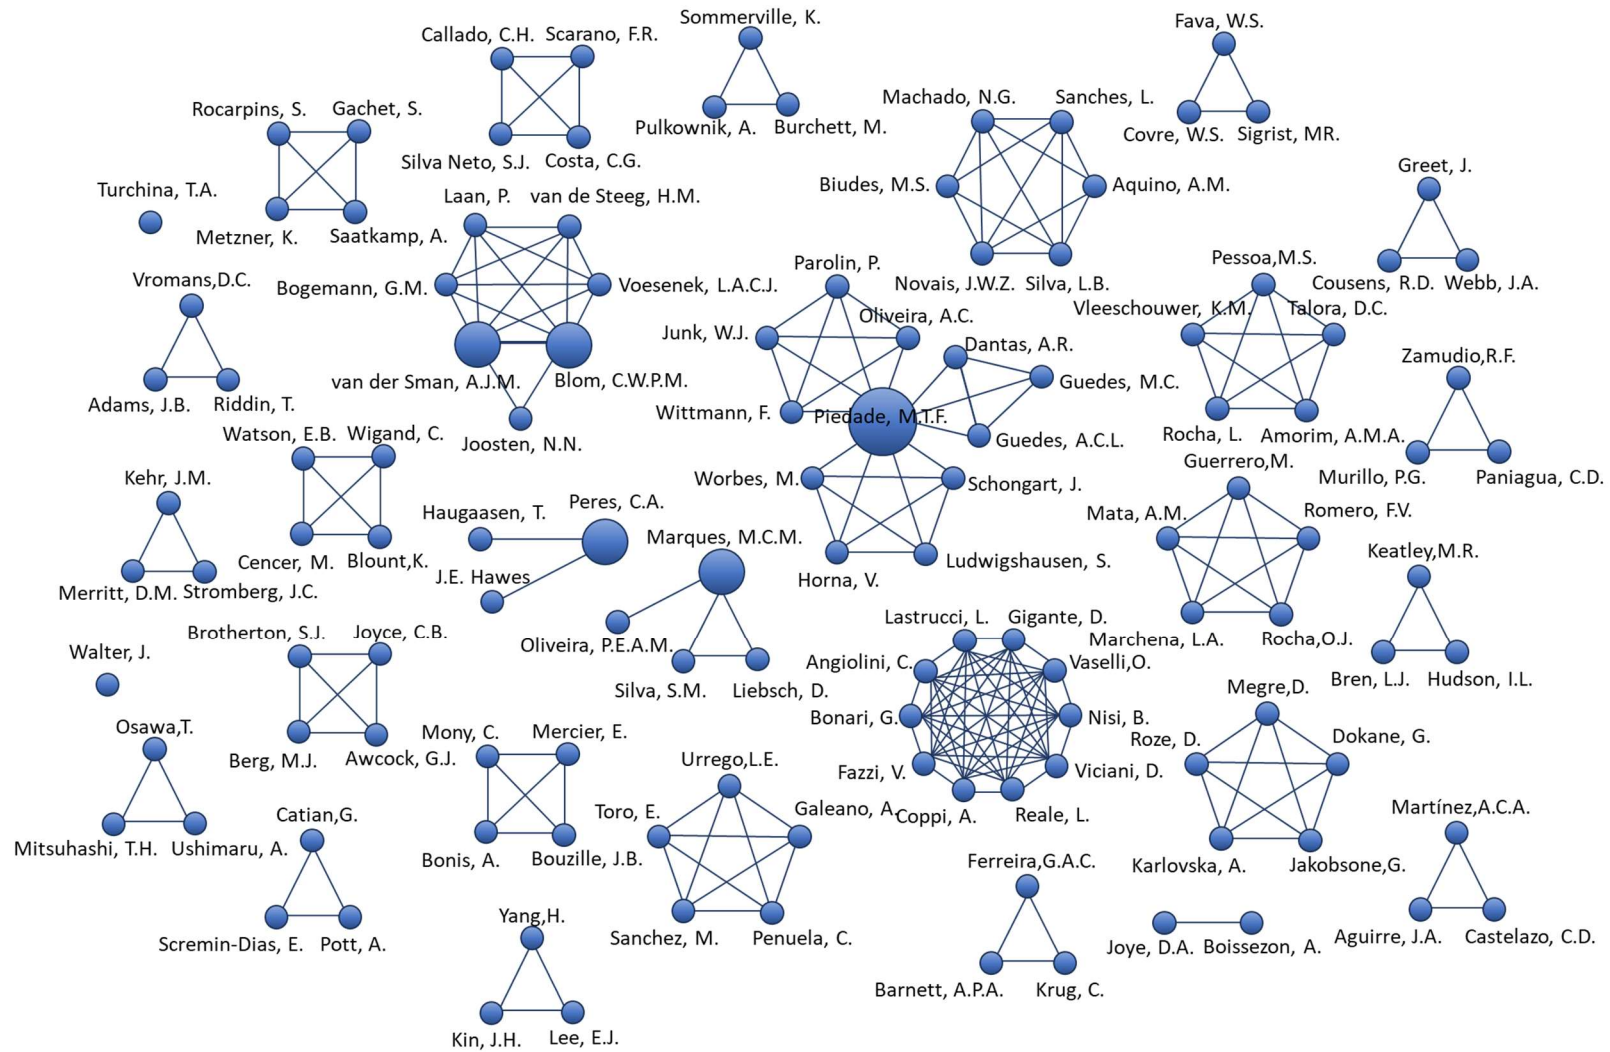 Sommerville, K.
Fava, W.S.
Callado, C.H.
Scarano, F.R.
Machado, N.G.
Sanches, L.
Rocarpins, S.
Gachet, S.
Pulkownik, A.
Burchett, M.
Covre, W.S.
Sigrist, MR.
Silva Neto, S.J.
Costa, C.G.
Greet, J.
Turchina, T.A.
Laan, P.
van de Steeg, H.M.
Biudes, M.S.
Aquino, A.M.
Metzner, K.
Saatkamp, A.
Parolin, P.
Pessoa,M.S.
Vromans,D.C.
Bogemann, G.M.
Voesenek, L.A.C.J.
Novais, J.W.Z.
Silva, L.B.
Cousens, R.D.
Webb, J.A.
Oliveira, A.C.
Vleeschouwer, K.M.
Talora, D.C.
Junk, W.J.
Dantas, A.R.
Zamudio,R.F.
van der Sman, A.J.M.
Blom, C.W.P.M.
Guedes, M.C.
Adams, J.B.
Riddin, T.
Wittmann, F.
Piedade, M.T.F.
Watson, E.B.
Wigand, C.
Joosten, N.N.
Guedes, A.C.L.
Rocha, L.
Amorim, A.M.A.
Guerrero,M.
Kehr, J.M.
Worbes, M.
Schongart, J.
Murillo, P.G.
Paniagua, C.D.
Haugaasen, T.
Peres, C.A.
Mata, A.M.
Romero, F.V.
Marques, M.C.M.
Cencer, M.
Blount,K.
Keatley,M.R.
J.E. Hawes
Horna, V.
Ludwigshausen, S.
Merritt, D.M.
Stromberg, J.C.
Lastrucci, L.
Gigante, D.
Brotherton, S.J.
Joyce, C.B.
Oliveira, P.E.A.M.
Marchena, L.A.
Rocha,O.J.
Walter, J.
Angiolini, C.
Vaselli,O.
Bren, L.J.
Hudson, I.L.
Silva, S.M.
Liebsch, D.
Megre,D.
Bonari, G.
Nisi, B.
Osawa,T.
Mony, C.
Mercier, E.
Roze, D.
Dokane, G.
Berg, M.J.
Awcock, G.J.
Urrego,L.E.
Fazzi, V.
Viciani, D.
Toro, E.
Galeano, A.
Coppi, A.
Reale, L.
Martínez,A.C.A.
Catian,G.
Mitsuhashi, T.H.
Ushimaru, A.
Bonis, A.
Bouzille, J.B.
Ferreira,G.A.C.
Karlovska, A.
Jakobsone,G.
Yang,H.
Scremin-Dias, E.
Pott, A.
Sanchez, M.
Penuela, C.
Joye, D.A.
Boissezon, A.
Aguirre, J.A.
Castelazo, C.D.
Barnett, A.P.A.
Krug, C.
Kin, J.H.
Lee, E.J.